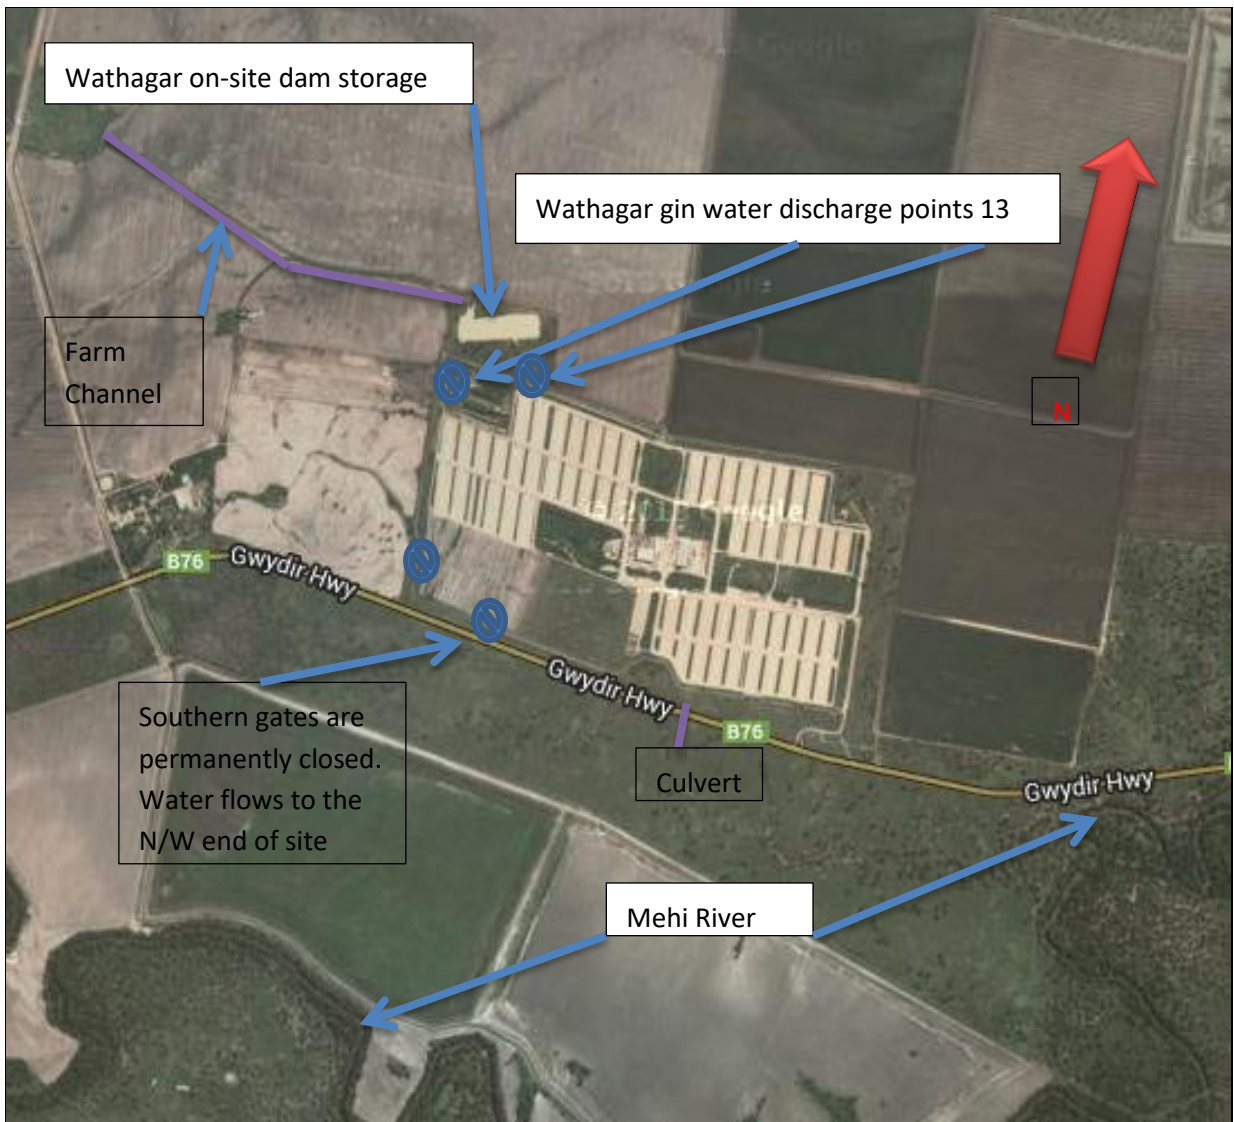 Wathagar on-site dam storage
Wathagar gin water discharge points 13
Farm
Channel
N
B76
Gwydir Hwy
Gwydir Hwy
B76
Southern gates are
permanently closed.
Water flows to the
N/W end of site
Culvert
Gwydir Hwy
Mehi River